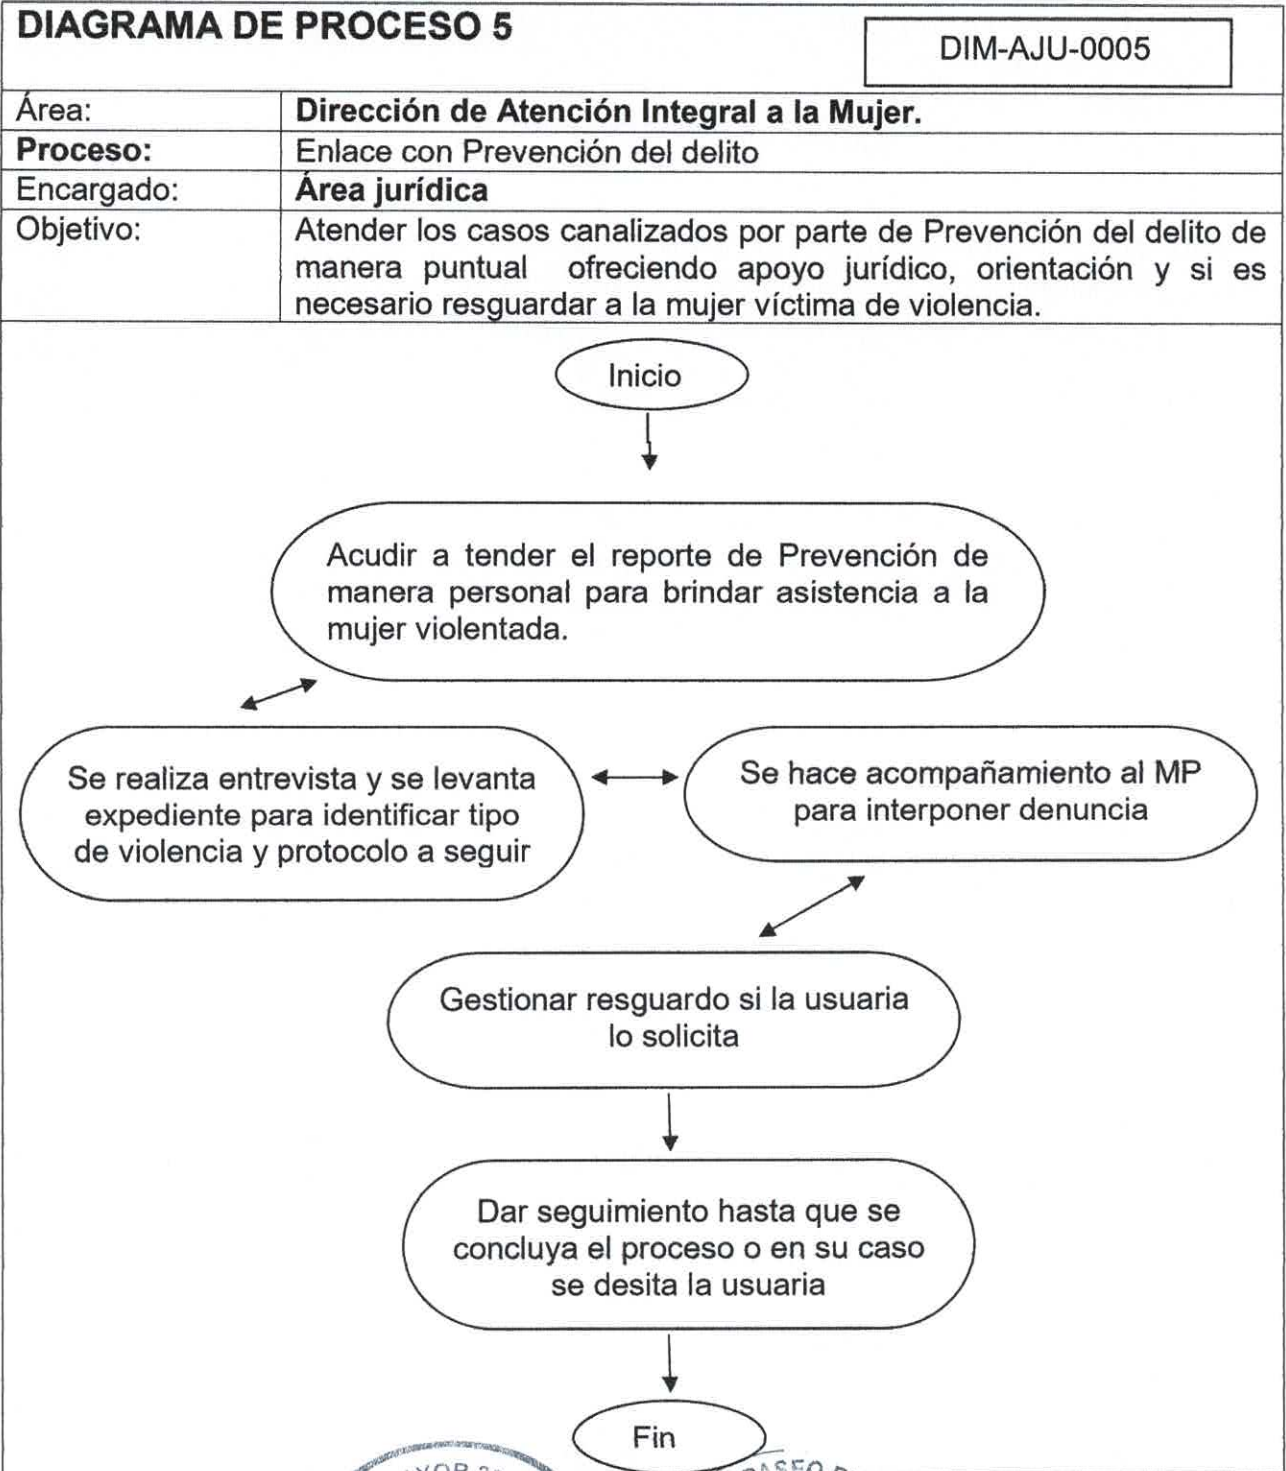 DIAGRAMA DE PROCESO 5
DIM-AJU-0005
Área: Dirección de Atención Integral a la Mujer.
Proceso: Enlace con Prevención del delito
Encargado: Área jurídica
Objetivo: Atender los casos canalizados por parte de Prevención del delito de
manera puntual ofreciendo apoyo jurídico, orientación y si es
necesario resguardar a la mujer víctima de violencia.
Inicio
Acudir a tender el reporte de Prevención de
manera personal para brindar asistencia a la
mujer violentada.
Se realiza entrevista y se levanta
expediente para identificar tipo
de violencia y protocolo a seguir
Se hace acompañamiento al MP
para interponer denuncia
Gestionar resguardo si la usuaria
lo solicita
Dar seguimiento hasta que se
concluya el proceso o en su caso
se desita la usuaria
Fin